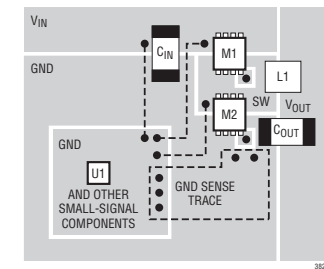 VIN
CIN
M1
GND
L1
SW
VOUT
M2
COUT
GND
U1
AND OTHER
SMALL-SIGNAL
COMPONENTS
GND SENSE
TRACE